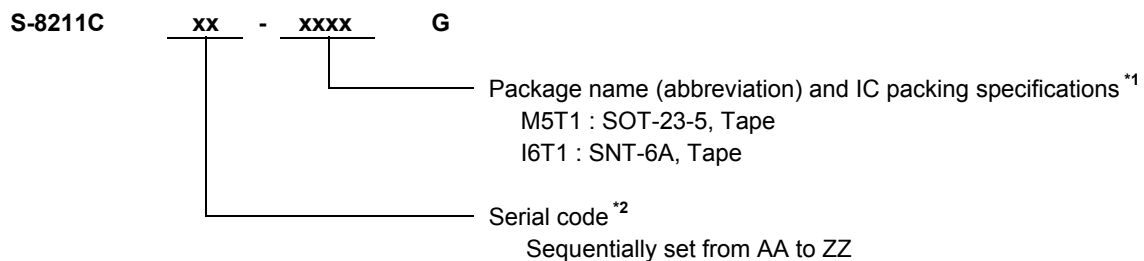 S-8211C xx - xxxx G
Package name (abbreviation) and IC packing specifications *1
M5T1 : SOT-23-5, Tape
I6T1 : SNT-6A, Tape
Serial code *2
Sequentially set from AA to ZZ